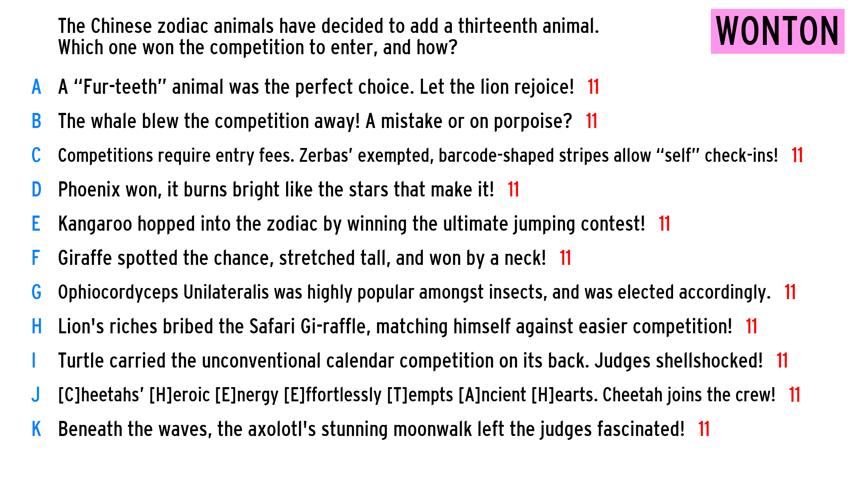 The Chinese zodiac animals have decided to add a thirteenth animal.
Which one won the competition to enter, and how?
WONTON
A A “Fur-teeth” animal was the perfect choice. Let the lion rejoice! 11
B The whale blew the competition away! A mistake or on porpoise? 11
C Competitions require entry fees. Zerbas’ exempted, barcode-shaped stripes allow “self” check-ins! 11
D Phoenix won, it burns bright like the stars that make it! 11
E Kangaroo hopped into the zodiac by winning the ultimate jumping contest! 11
F Giraffe spotted the chance, stretched tall, and won by a neck! 11
G Ophiocordyceps Unilateralis was highly popular amongst insects, and was elected accordingly. 11
H Lion's riches bribed the Safari Gi-raffle, matching himself against easier competition! 11
I Turtle carried the unconventional calendar competition on its back. Judges shellshocked! 11
J [C]heetahs’ [H]eroic [E]nergy [E]ffortlessly [T]empts [A]ncient [H]earts. Cheetah joins the crew! 11
K Beneath the waves, the axolotl's stunning moonwalk left the judges fascinated! 11